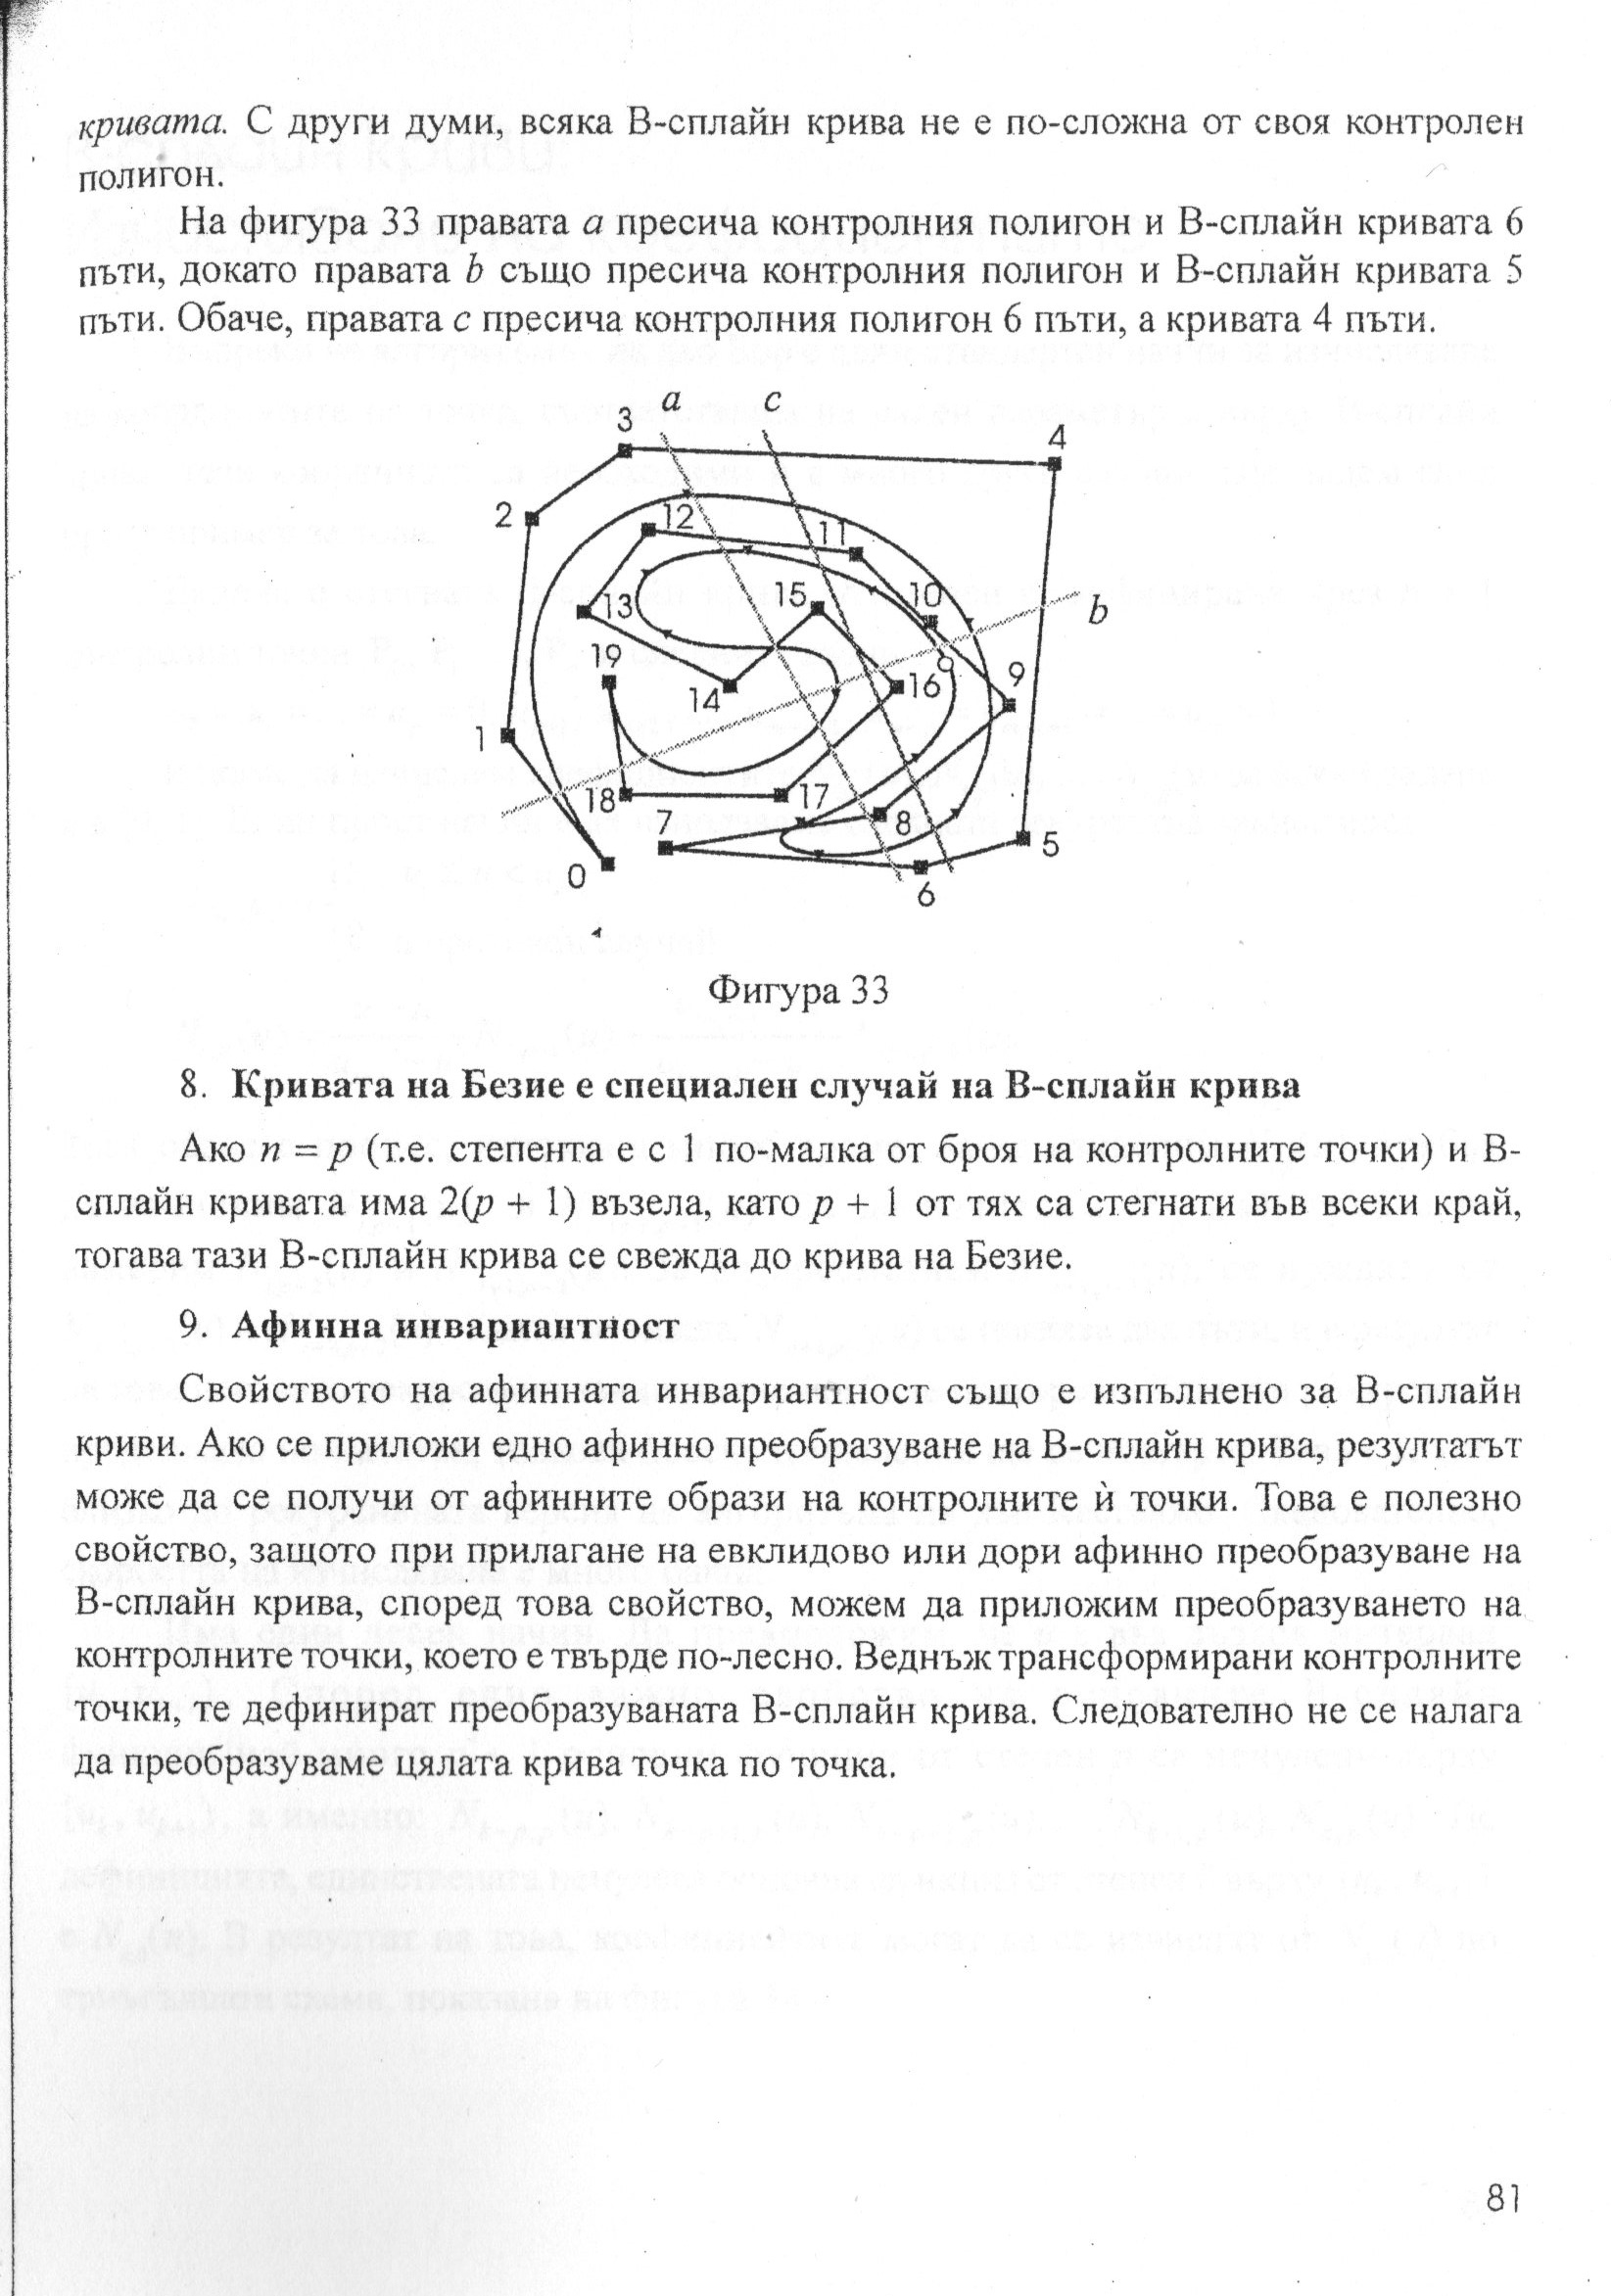 кривата. С други думи, всяка В-сплайн крива не е по-сложна от своя контролен
полигон.
На фигура 33 правата a пресича контролния полигон и В-сплайн кривата 6
пъти, докато правата b също пресича контролния полигон и В-сплайн кривата 5
пъти. Обаче, правата c пресича контролния полигон 6 пъти, а кривата 4 пъти.
a
c
3
4
2
12
11
15
10
b
13
19
16
9
14
1
18
17
7
8
5
0
6
Фигура 33
8. Кривата на Безие е специален случай на В-сплайн крива
Ако n = p (т.е. степента е с 1 по-малка от броя на контролните точки) и В-
сплайн кривата има 2(p + 1) възела, като p + 1 от тях са стегнати във всеки край,
тогава тази В-сплайн крива се свежда до крива на Безие.
9. Афинна инвариантност
Свойството на афинната инвариантност също е изпълнено за В-сплайн
криви. Ако се приложи едно афинно преобразуване на В-сплайн крива, резултатът
може да се получи от афинните образи на контролните ѝ точки. Това е полезно
свойство, защото при прилагане на евклидово или дори афинно преобразуване на
В-сплайн крива, според това свойство, можем да приложим преобразуването на
контролните точки, което е твърде по-лесно. Веднъж трансформирани контролните
точки, те дефинират преобразуваната В-сплайн крива. Следователно не се налага
да преобразуваме цялата крива точка по точка.
81